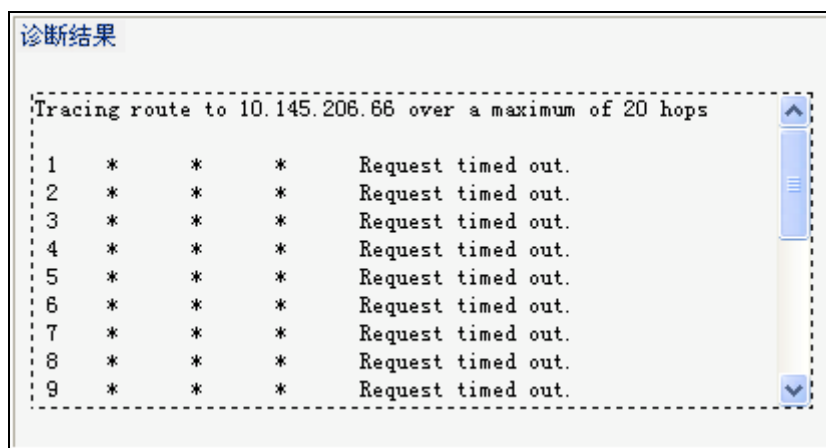 诊断结果
Tracing route to 10.145.206.66 over a maximum of 20 hops
1 * * * Request timed out.
2 * * * Request timed out.
3 * * * Request timed out.
4 * * * Request timed out.
5 * * * Request timed out.
6 * * * Request timed out.
7 * * * Request timed out.
8 * * * Request timed out.
9 * * * Request timed out.